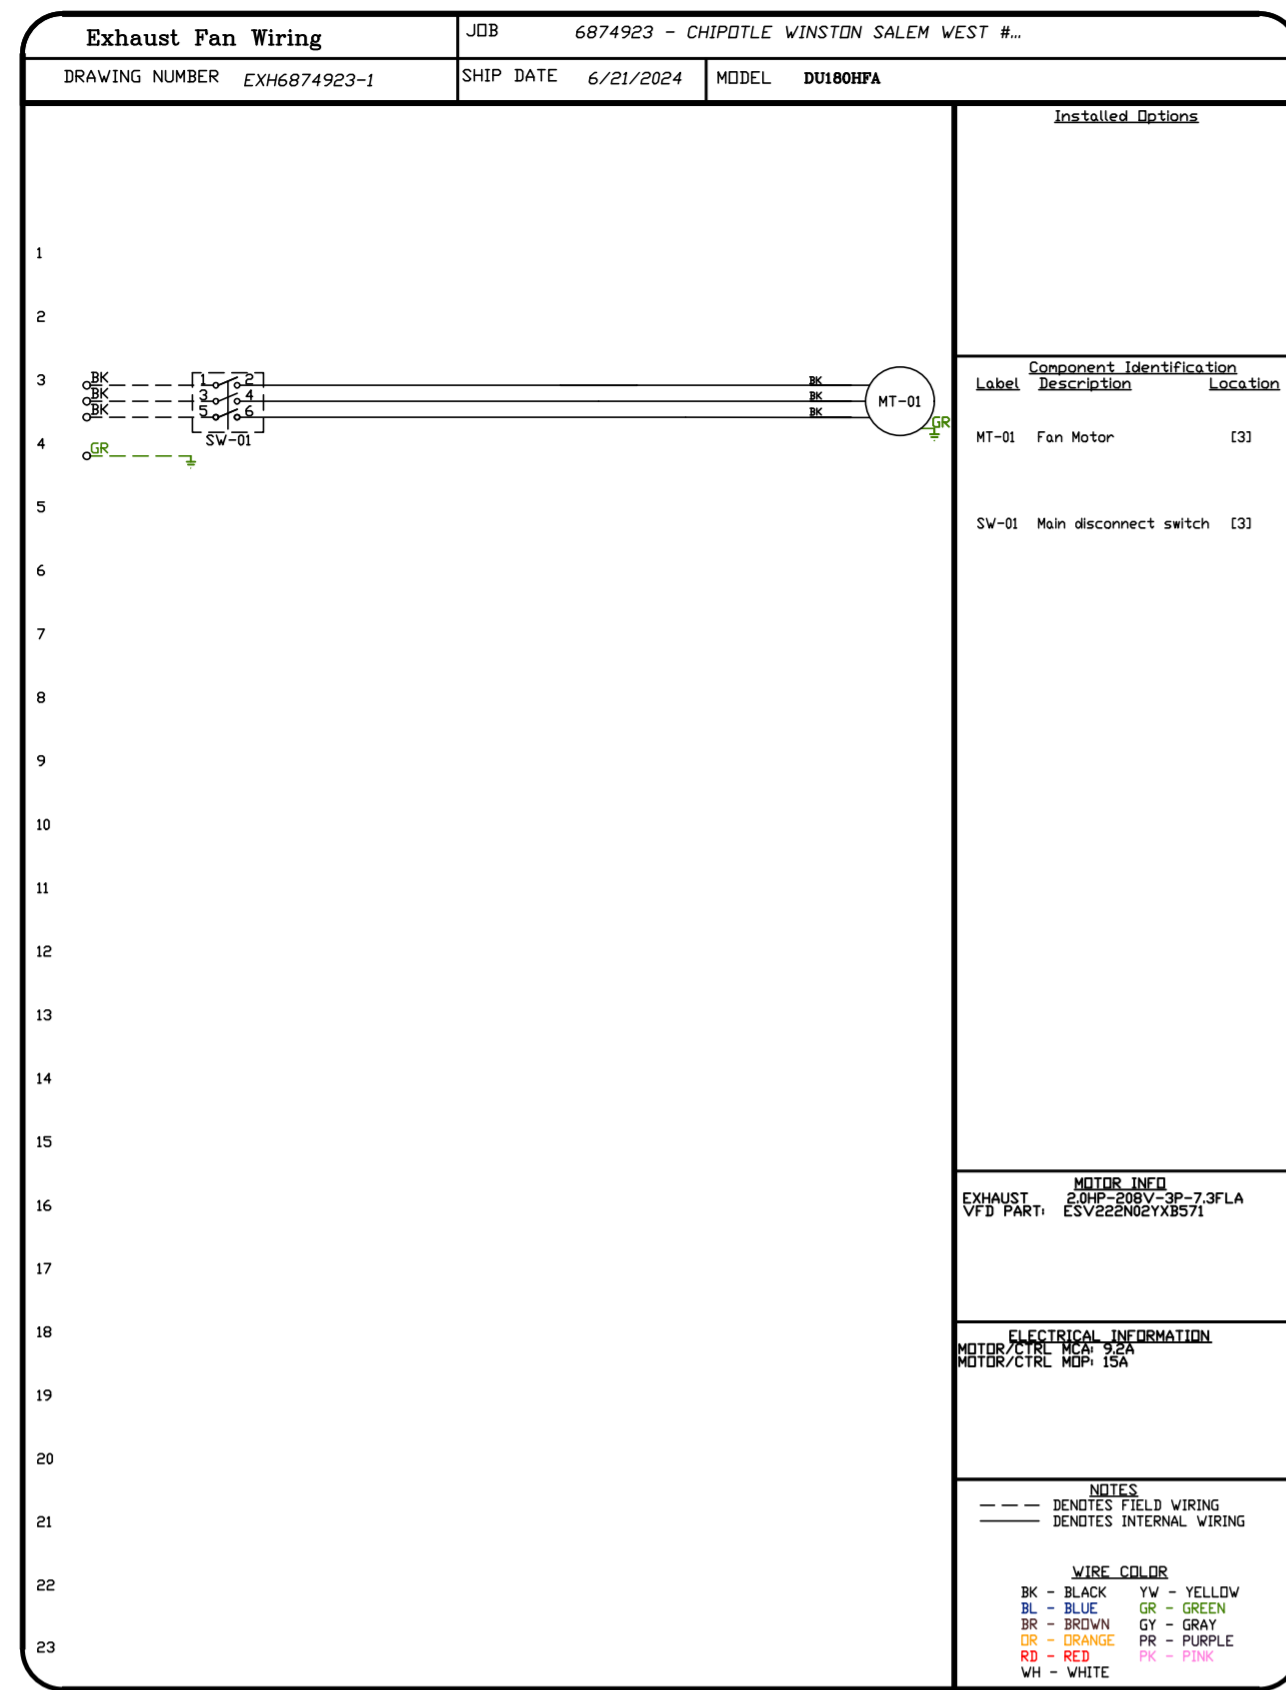 Exhaust Fan Wiring
JOB 6874923 - CHIPOTLE WINSTON SALEM WEST #...
DRAWING NUMBER EXH6874923-1
SHIP DATE 6/21/2024
MODEL DU180HFA
Installed Options
1
2
3
BK
BK
BK
1 2
3 4
5 6
SW-01
BK
BK
BK
MT-01
GR
4
GR
5
6
7
8
9
10
11
12
13
14
15
16
17
18
19
20
21
22
23
Component Identification
Label Description Location
MT-01 Fan Motor [3]
SW-01 Main disconnect switch [3]
MOTOR INFO
EXHAUST 2.0HP-208V-3P-7.3FLA
VFD PART: ESV222N02YXB571
ELECTRICAL INFORMATION
MOTOR/CTRL MCA: 9.2A
MOTOR/CTRL MOP: 15A
NOTES
DENOTES FIELD WIRING
DENOTES INTERNAL WIRING
WIRE COLOR
BK - BLACK YW - YELLOW
BL - BLUE GR - GREEN
BR - BROWN GY - GRAY
OR - ORANGE PR - PURPLE
RD - RED PK - PINK
WH - WHITE